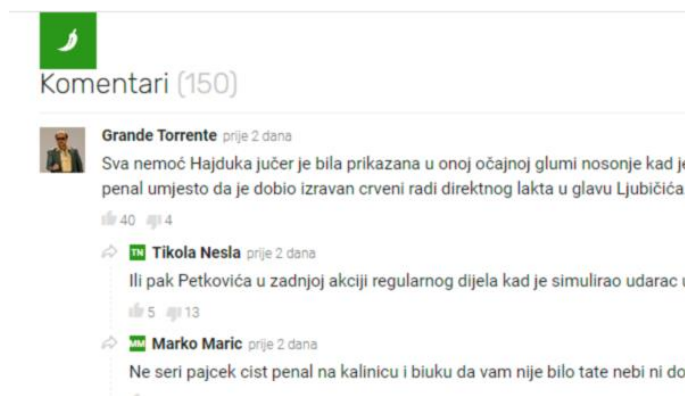 Komentari (150)
Grande Torrente prije 2 dana
Sva nemoć Hajduka jučer je bila prikazana u onoj očajnoj glumi nosonje kad je
penal umjesto da je dobio izravan crveni radi direktnog lakta u glavu Ljubičića
40 4
TN Tikola Nesla prije 2 dana
Ili pak Petkovića u zadnjoj akciji regularnog dijela kad je simulirao udarac u
5 13
MM Marko Maric prije 2 dana
Ne seri pajcek cist penal na kalinicu i biuku da vam nije bilo tate nebi ni do